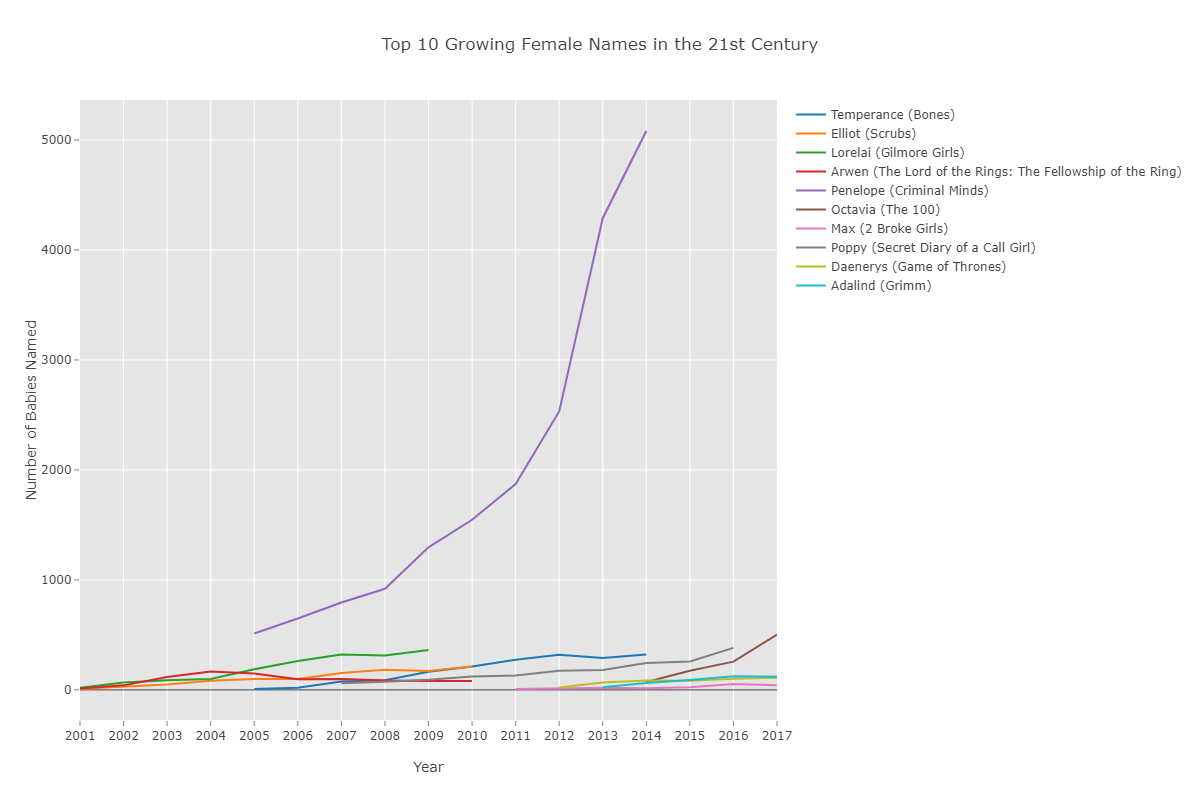 Top 10 Growing Female Names in the 21st Century
Temperance (Bones)
Elliot (Scrubs)
Lorelai (Gilmore Girls)
Arwen (The Lord of the Rings: The Fellowship of the Ring)
Penelope (Criminal Minds)
Octavia (The 100)
Max (2 Broke Girls)
Poppy (Secret Diary of a Call Girl)
Daenerys (Game of Thrones)
Adalind (Grimm)
Number of Babies Named
5000
4000
3000
2000
1000
0
2001 2002 2003 2004 2005 2006 2007 2008 2009 2010 2011 2012 2013 2014 2015 2016 2017
Year